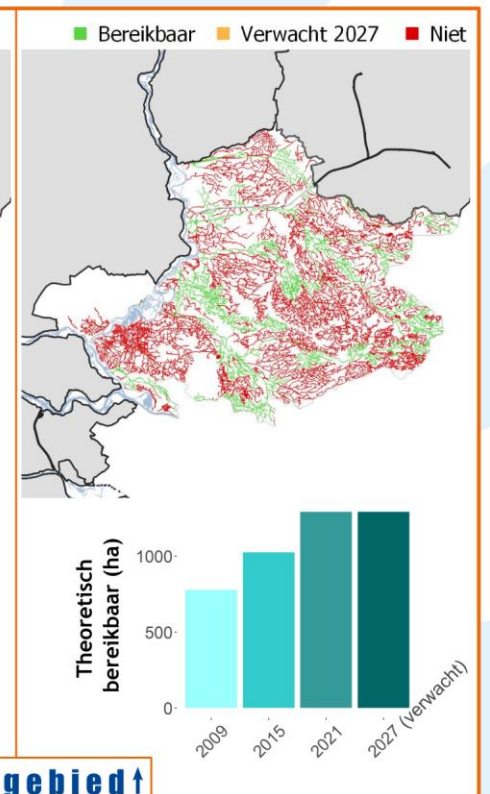 Bereikbaar Verwacht 2027 Niet
Theoretisch
bereikbaar (ha)
1000
500
0
2009
2015
2021
2027 (verwacht)
gebied